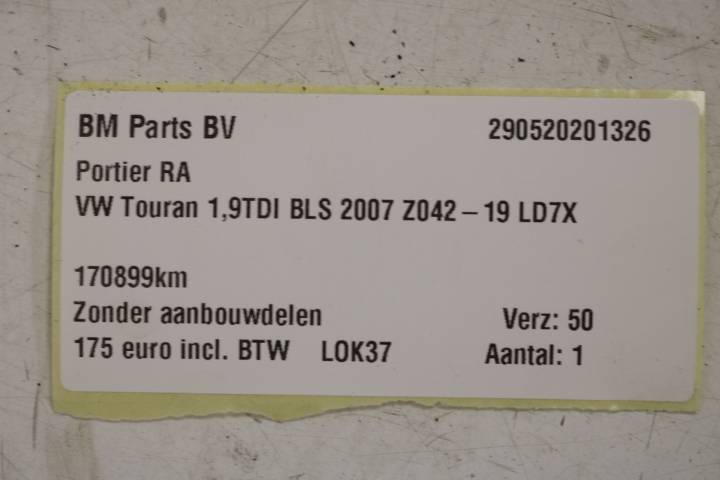 BM Parts BV 290520201326
Portier RA
VW Touran 1,9TDI BLS 2007 Z042 – 19 LD7X
170899km
Zonder aanbouwdelen Verz: 50
175 euro incl. BTW LOK37 Aantal: 1